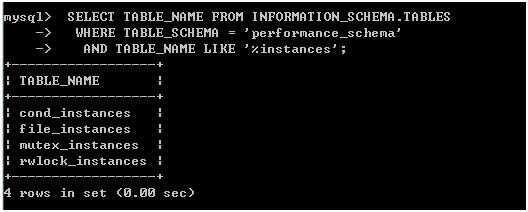 mysql>  SELECT TABLE_NAME FROM INFORMATION_SCHEMA.TABLES
    ->   WHERE TABLE_SCHEMA = 'performance_schema'
    ->    AND TABLE_NAME LIKE '%instances';
+------------------+
| TABLE_NAME       |
+------------------+
| cond_instances   |
| file_instances   |
| mutex_instances  |
| rwlock_instances |
+------------------+
4 rows in set (0.00 sec)